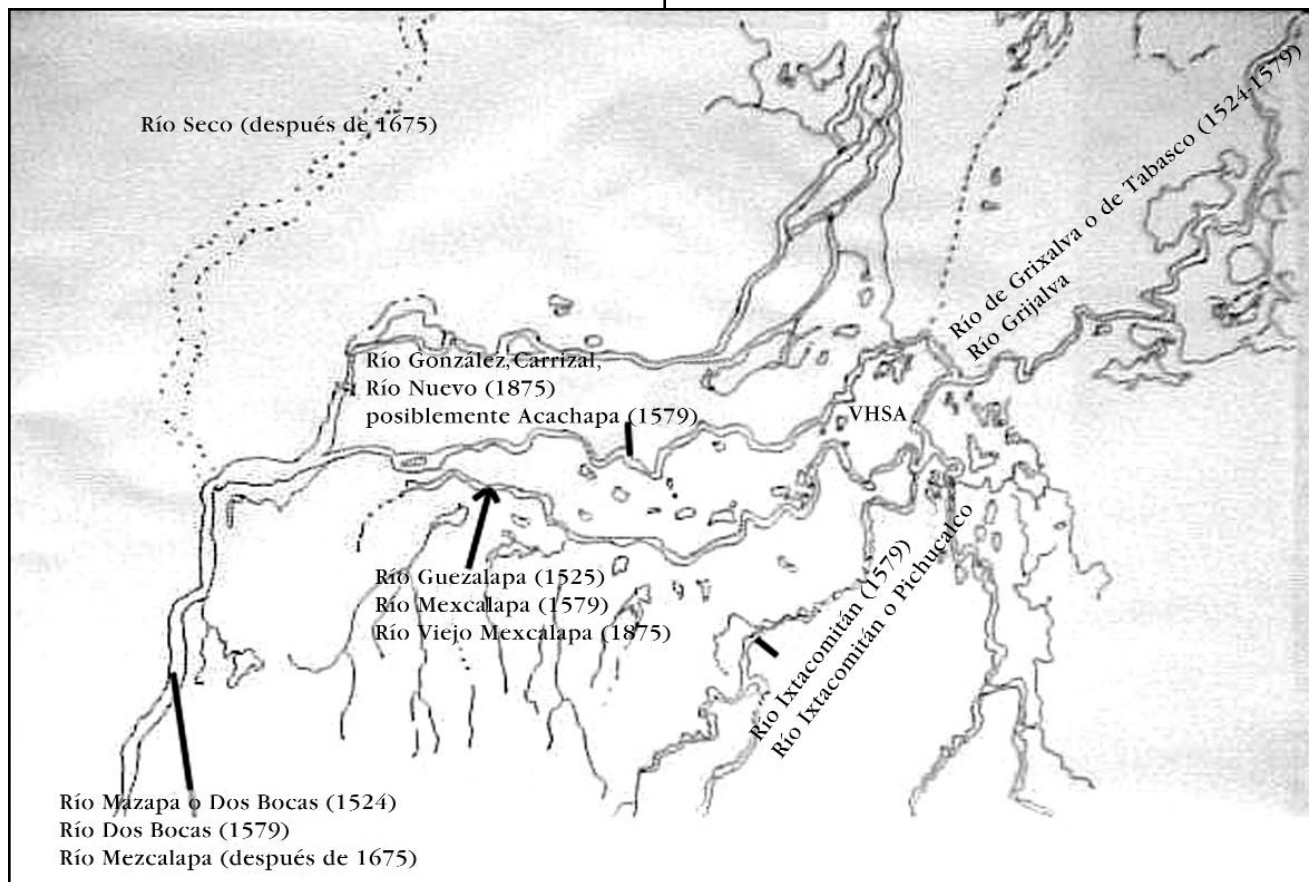 Río Seco (después de 1675)
Río de Grixalva o de Tabasco (1524-1579)
Río Grijalva
Río González,Carrizal,
Río Nuevo (1875)
posiblemente Acachapa (1579)
VHSA
Río Guezalapa (1525)
Río Mexcalapa (1579)
Río Viejo Mexcalapa (1875)
Río Ixtacomitán (1579)
Río Ixtacomitán o Pichucalco
Río Mazapa o Dos Bocas (1524)
Río Dos Bocas (1579)
Río Mezcalapa (después de 1675)